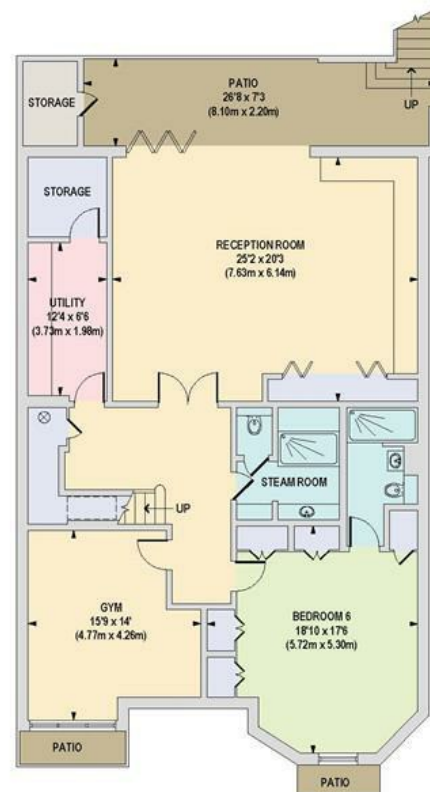 STORAGE
PATIO
26'8 x 7'3
(8.10m x 2.20m)
UP
STORAGE
RECEPTION ROOM
25'2 x 20'3
(7.63m x 6.14m)
UTILITY
12'4 x 6'6
(3.73m x 1.98m)
STEAM ROOM
UP
GYM
15'9 x 14'
(4.77m x 4.26m)
BEDROOM 6
18'10 x 17'6
(5.72m x 5.30m)
PATIO
PATIO